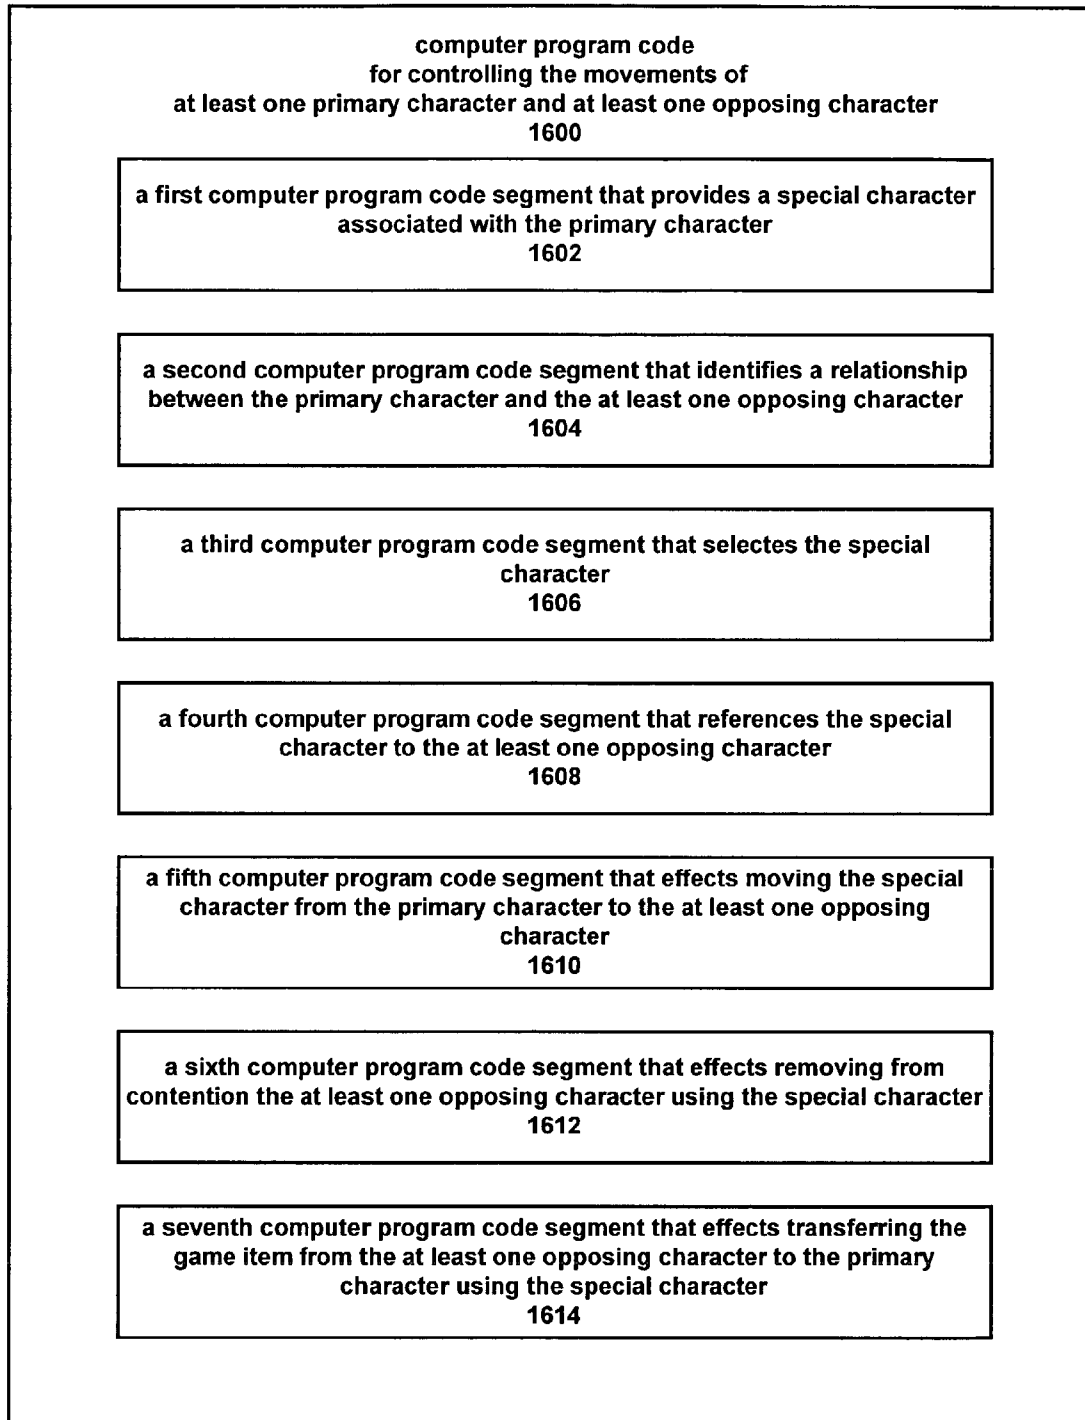 computer program code
for controlling the movements of
at least one primary character and at least one opposing character
1600
a first computer program code segment that provides a special character
associated with the primary character
1602
a second computer program code segment that identifies a relationship
between the primary character and the at least one opposing character
1604
a third computer program code segment that selectes the special
character
1606
a fourth computer program code segment that references the special
character to the at least one opposing character
1608
a fifth computer program code segment that effects moving the special
character from the primary character to the at least one opposing
character
1610
a sixth computer program code segment that effects removing from
contention the at least one opposing character using the special character
1612
a seventh computer program code segment that effects transferring the
game item from the at least one opposing character to the primary
character using the special character
1614